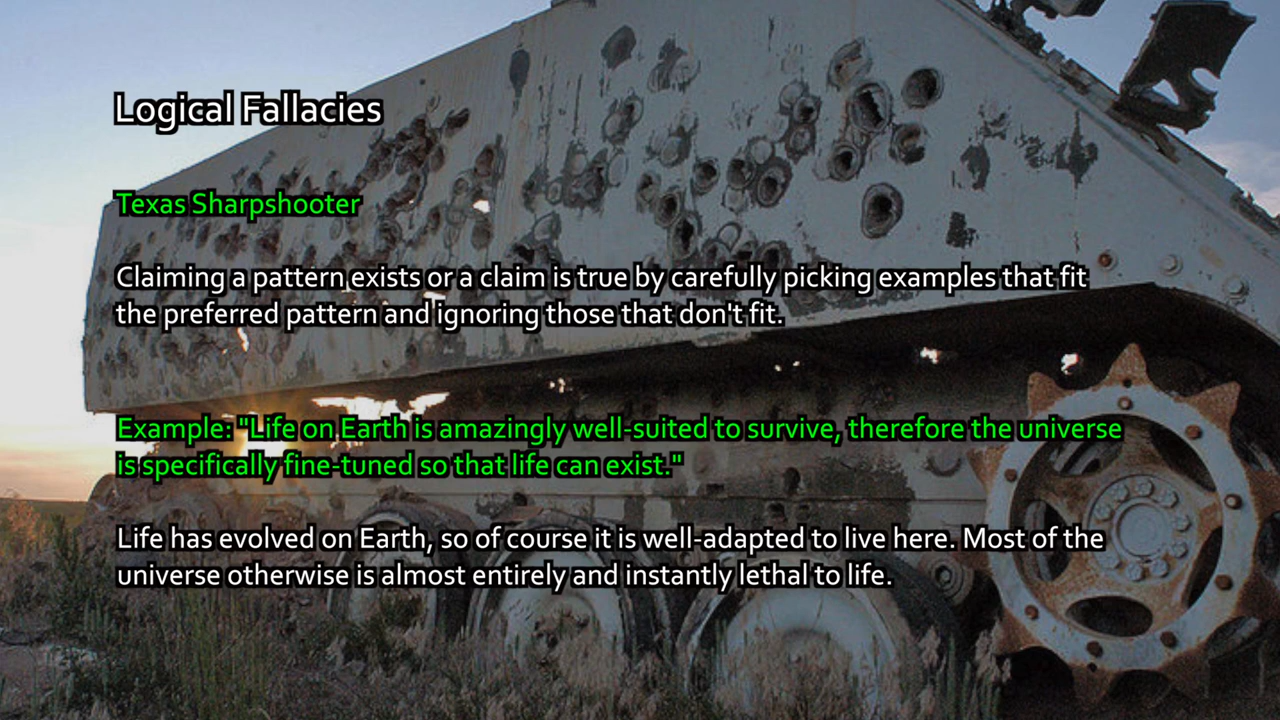 Logical Fallacies
Texas Sharpshooter
Claiming a pattern exists or a claim is true by carefully picking examples that fit
the preferred pattern and ignoring those that don't fit.
Example: "Life on Earth is amazingly well-suited to survive, therefore the universe
is specifically fine-tuned so that life can exist."
Life has evolved on Earth, so of course it is well-adapted to live here. Most of the
universe otherwise is almost entirely and instantly lethal to life.